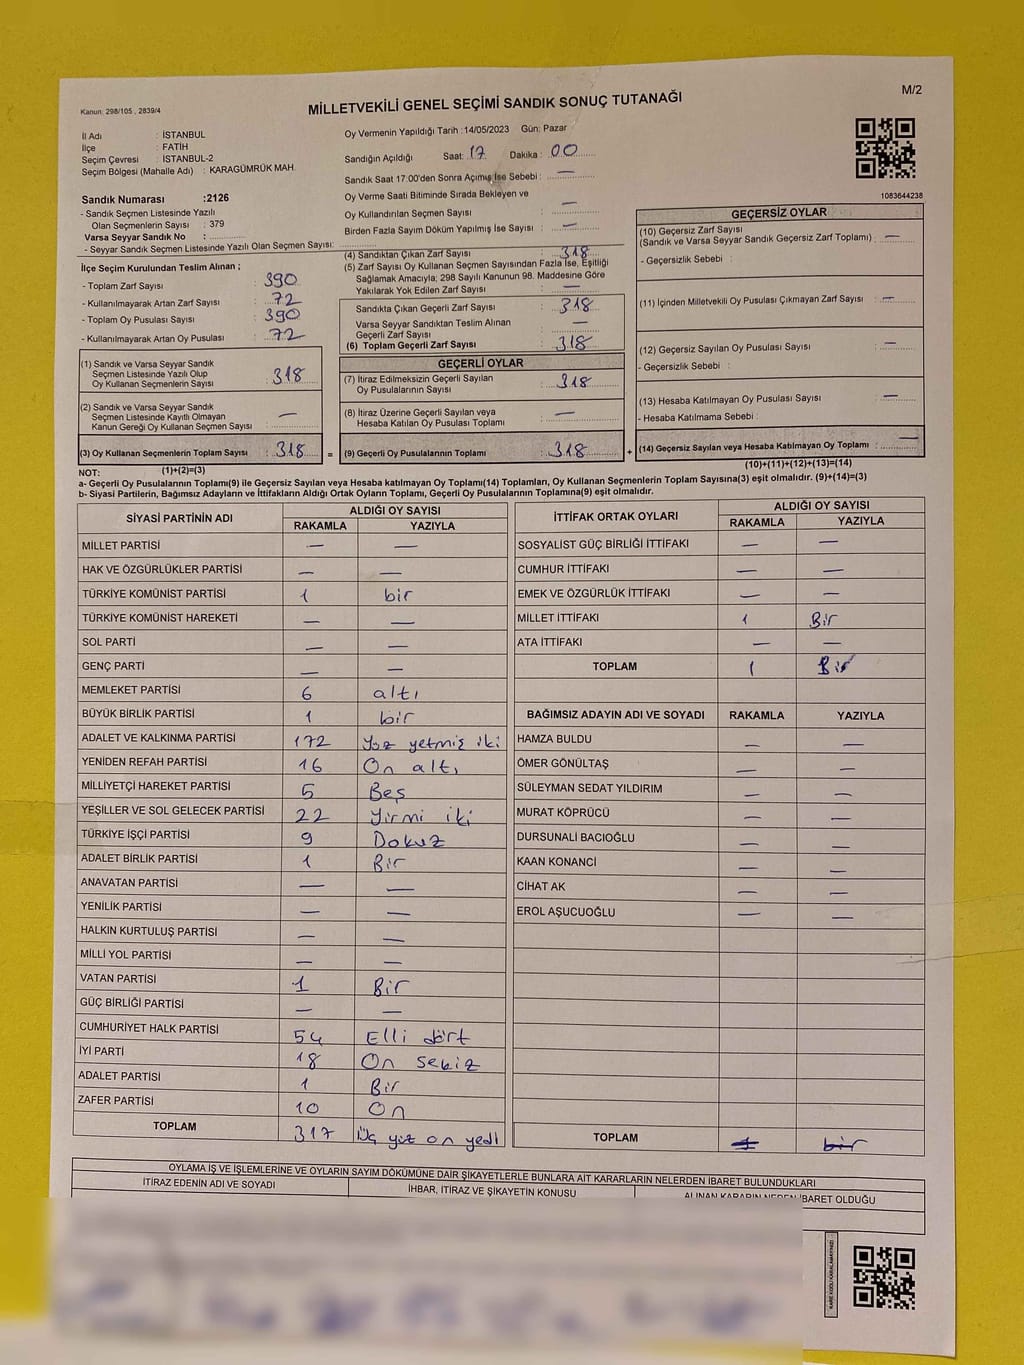 M/2
Kanun: 298/105 , 2839/4
MİLLETVEKİLİ GENEL SEÇİMİ SANDIK SONUÇ TUTANAĞI
İl Adı : İSTANBUL
İlçe : FATİH
Seçim Çevresi : İSTANBUL-2
Seçim Bölgesi (Mahalle Adı) : KARAGÜMRÜK MAH.
Oy Vermenin Yapıldığı Tarih :14/05/2023 Gün: Pazar
Sandığın Açıldığı Saat: 17 Dakika : 00
Sandık Saat 17:00'den Sonra Açımış İse Sebebi : —
Oy Verme Saati Bitiminde Sırada Bekleyen ve
Oy Kullandırılan Seçmen Sayısı : —
Birden Fazla Sayım Döküm Yapılmış İse Sayısı : —
1083644238
Sandık Numarası :2126
- Sandık Seçmen Listesinde Yazılı
Olan Seçmenlerin Sayısı : 379
Varsa Seyyar Sandık No :
- Seyyar Sandık Seçmen Listesinde Yazılı Olan Seçmen Sayısı:
İlçe Seçim Kurulundan Teslim Alınan ;
- Toplam Zarf Sayısı : 390
- Kullanılmayarak Artan Zarf Sayısı : 72
- Toplam Oy Pusulası Sayısı : 390
- Kullanılmayarak Artan Oy Pusulası : 72
(1) Sandık ve Varsa Seyyar Sandık
Seçmen Listesinde Yazılı Olup
Oy Kullanan Seçmenlerin Sayısı : 318
(2) Sandık ve Varsa Seyyar Sandık
Seçmen Listesinde Kayıtlı Olmayan
Kanun Gereği Oy Kullanan Seçmen Sayısı : —
(3) Oy Kullanan Seçmenlerin Toplam Sayısı : 318
(1)+(2)=(3)
(4) Sandıktan Çıkan Zarf Sayısı : 318
(5) Zarf Sayısı Oy Kullanan Seçmen Sayısından Fazla İse, Eşitliği
Sağlamak Amacıyla; 298 Sayılı Kanunun 98. Maddesine Göre
Yakılarak Yok Edilen Zarf Sayısı : —
Sandıkta Çıkan Geçerli Zarf Sayısı : 318
Varsa Seyyar Sandıktan Teslim Alınan
Geçerli Zarf Sayısı : —
(6) Toplam Geçerli Zarf Sayısı : 318
GEÇERLİ OYLAR
(7) İtiraz Edilmeksizin Geçerli Sayılan
Oy Pusulalarının Sayısı : 318
(8) İtiraz Üzerine Geçerli Sayılan veya
Hesaba Katılan Oy Pusulası Toplamı : —
= (9) Geçerli Oy Pusulalarının Toplamı : 318 +
GEÇERSİZ OYLAR
(10) Geçersiz Zarf Sayısı
(Sandık ve Varsa Seyyar Sandık Geçersiz Zarf Toplamı) : —
- Geçersizlik Sebebi :
(11) İçinden Milletvekili Oy Pusulası Çıkmayan Zarf Sayısı : —
(12) Geçersiz Sayılan Oy Pusulası Sayısı : —
- Geçersizlik Sebebi :
(13) Hesaba Katılmayan Oy Pusulası Sayısı : —
- Hesaba Katılmama Sebebi :
(14) Geçersiz Sayılan veya Hesaba Katılmayan Oy Toplamı : —
(10)+(11)+(12)+(13)=(14)
NOT:
a- Geçerli Oy Pusulalarının Toplamı(9) ile Geçersiz Sayılan veya Hesaba katılmayan Oy Toplamı(14) Toplamları, Oy Kullanan Seçmenlerin Toplam Sayısına(3) eşit olmalıdır. (9)+(14)=(3)
b- Siyasi Partilerin, Bağımsız Adayların ve İttifakların Aldığı Ortak Oyların Toplamı, Geçerli Oy Pusulalarının Toplamına(9) eşit olmalıdır.
SİYASİ PARTİNİN ADI ALDIĞI OY SAYISI
RAKAMLA YAZIYLA
MİLLET PARTİSİ — —
HAK VE ÖZGÜRLÜKLER PARTİSİ — —
TÜRKİYE KOMÜNİST PARTİSİ 1 bir
TÜRKİYE KOMÜNİST HAREKETİ — —
SOL PARTİ — —
GENÇ PARTİ — —
MEMLEKET PARTİSİ 6 altı
BÜYÜK BİRLİK PARTİSİ 1 bir
ADALET VE KALKINMA PARTİSİ 172 Yüz yetmiş iki
YENİDEN REFAH PARTİSİ 16 On altı
MİLLİYETÇİ HAREKET PARTİSİ 5 Beş
YEŞİLLER VE SOL GELECEK PARTİSİ 22 Yirmi iki
TÜRKİYE İŞÇİ PARTİSİ 9 Dokuz
ADALET BİRLİK PARTİSİ 1 Bir
ANAVATAN PARTİSİ — —
YENİLİK PARTİSİ — —
HALKIN KURTULUŞ PARTİSİ — —
MİLLİ YOL PARTİSİ — —
VATAN PARTİSİ 1 Bir
GÜÇ BİRLİĞİ PARTİSİ — —
CUMHURİYET HALK PARTİSİ 54 Elli dört
İYİ PARTİ 18 On sekiz
ADALET PARTİSİ 1 Bir
ZAFER PARTİSİ 10 On
TOPLAM 317 Üç yüz on yedi
İTTİFAK ORTAK OYLARI ALDIĞI OY SAYISI
RAKAMLA YAZIYLA
SOSYALİST GÜÇ BİRLİĞİ İTTİFAKI — —
CUMHUR İTTİFAKI — —
EMEK VE ÖZGÜRLÜK İTTİFAKI — —
MİLLET İTTİFAKI 1 Bir
ATA İTTİFAKI — —
TOPLAM 1 Bir
BAĞIMSIZ ADAYIN ADI VE SOYADI RAKAMLA YAZIYLA
HAMZA BULDU — —
ÖMER GÖNÜLTAŞ — —
SÜLEYMAN SEDAT YILDIRIM — —
MURAT KÖPRÜCÜ — —
DURSUNALİ BACIOĞLU — —
KAAN KONANCİ — —
CİHAT AK — —
EROL AŞUCUOĞLU — —
TOPLAM 1 bir
OYLAMA İŞ VE İŞLEMLERİNE VE OYLARIN SAYIM DÖKÜMÜNE DAİR ŞİKAYETLERLE BUNLARA AİT KARARLARIN NELERDEN İBARET BULUNDUKLARI
İTİRAZ EDENİN ADI VE SOYADI
İHBAR, İTİRAZ VE ŞİKAYETİN KONUSU
ALINAN KARARIN NEDEN İBARET OLDUĞU